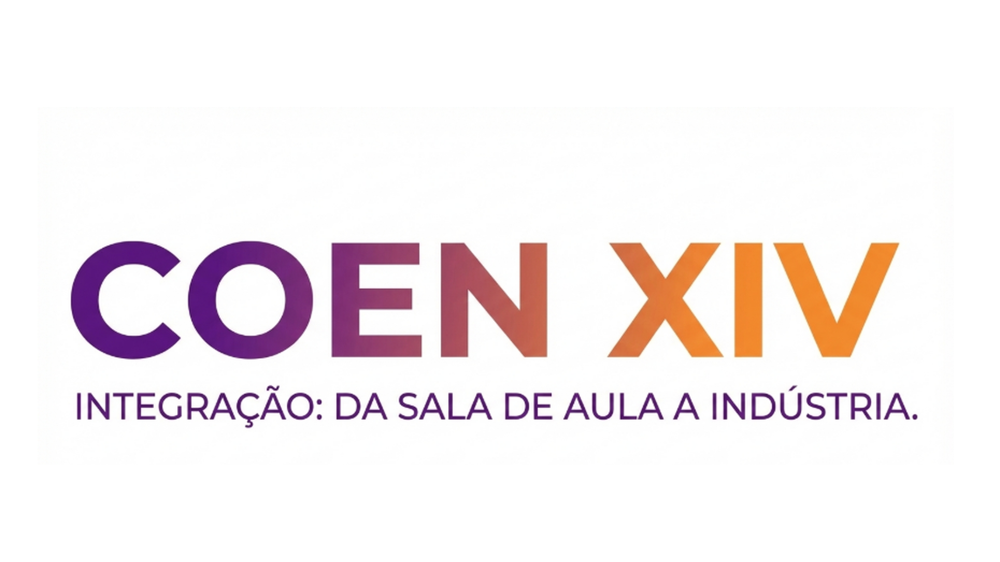 COEN XIV
INTEGRAÇÃO: DA SALA DE AULA A INDÚSTRIA.